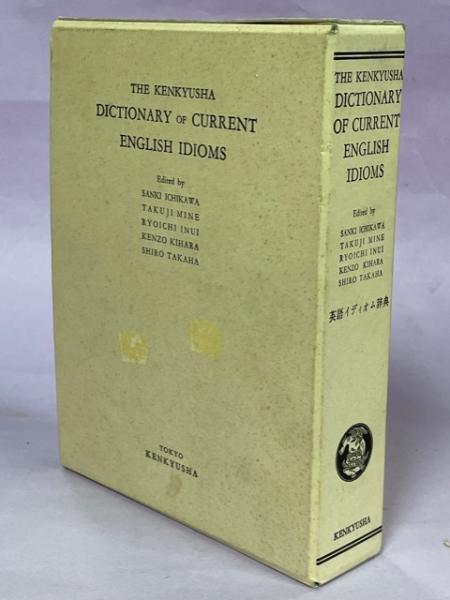 THE KENKYUSHA
DICTIONARY OF CURRENT
ENGLISH IDIOMS
Edited by
SANKI ICHIKAWA
TAKUJI MINE
RYOICHI INUI
KENZO KIHARA
SHIRO TAKAHA
TOKYO
KENKYUSHA
THE KENKYUSHA
DICTIONARY
OF CURRENT
ENGLISH
IDIOMS
Edited by
SANKI ICHIKAWA
TAKUJI MINE
RYOICHI INUI
KENZO KIHARA
SHIRO TAKAHA
英語イディオム辞典
KENKYUSHA